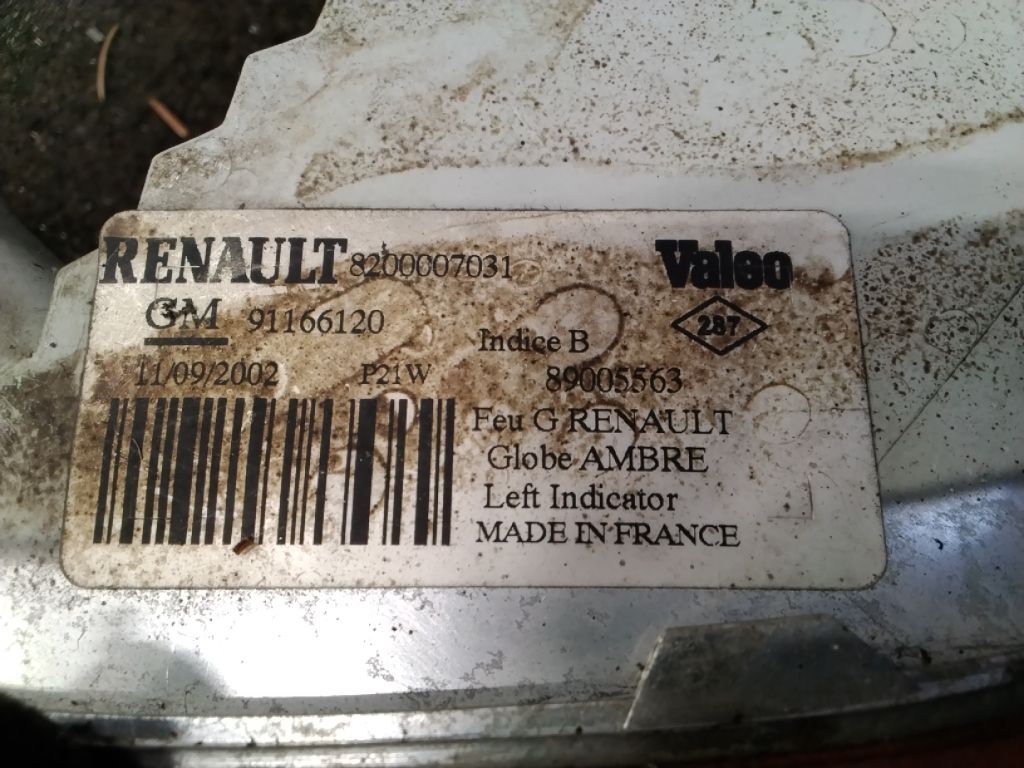 RENAULT 8200007031 Valeo
GM 91166120 287
Indice B
11/09/2002 P21W 89005563
Feu G RENAULT
Globe AMBRE
Left Indicator
MADE IN FRANCE